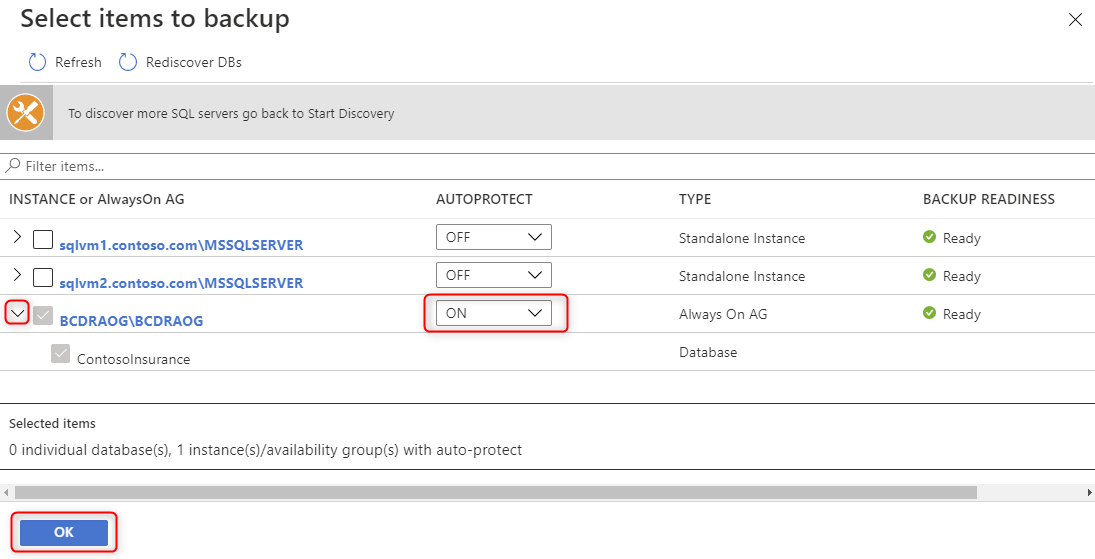 Select items to backup
Refresh Rediscover DBs
To discover more SQL servers go back to Start Discovery
Filter items...
INSTANCE or AlwaysOn AG AUTOPROTECT TYPE BACKUP READINESS
sqlvm1.contoso.com\MSSQLSERVER OFF Standalone Instance Ready
sqlvm2.contoso.com\MSSQLSERVER OFF Standalone Instance Ready
BCDRAOG\BCDRAOG ON Always On AG Ready
ContosoInsurance Database
Selected items
0 individual database(s), 1 instance(s)/availability group(s) with auto-protect
OK